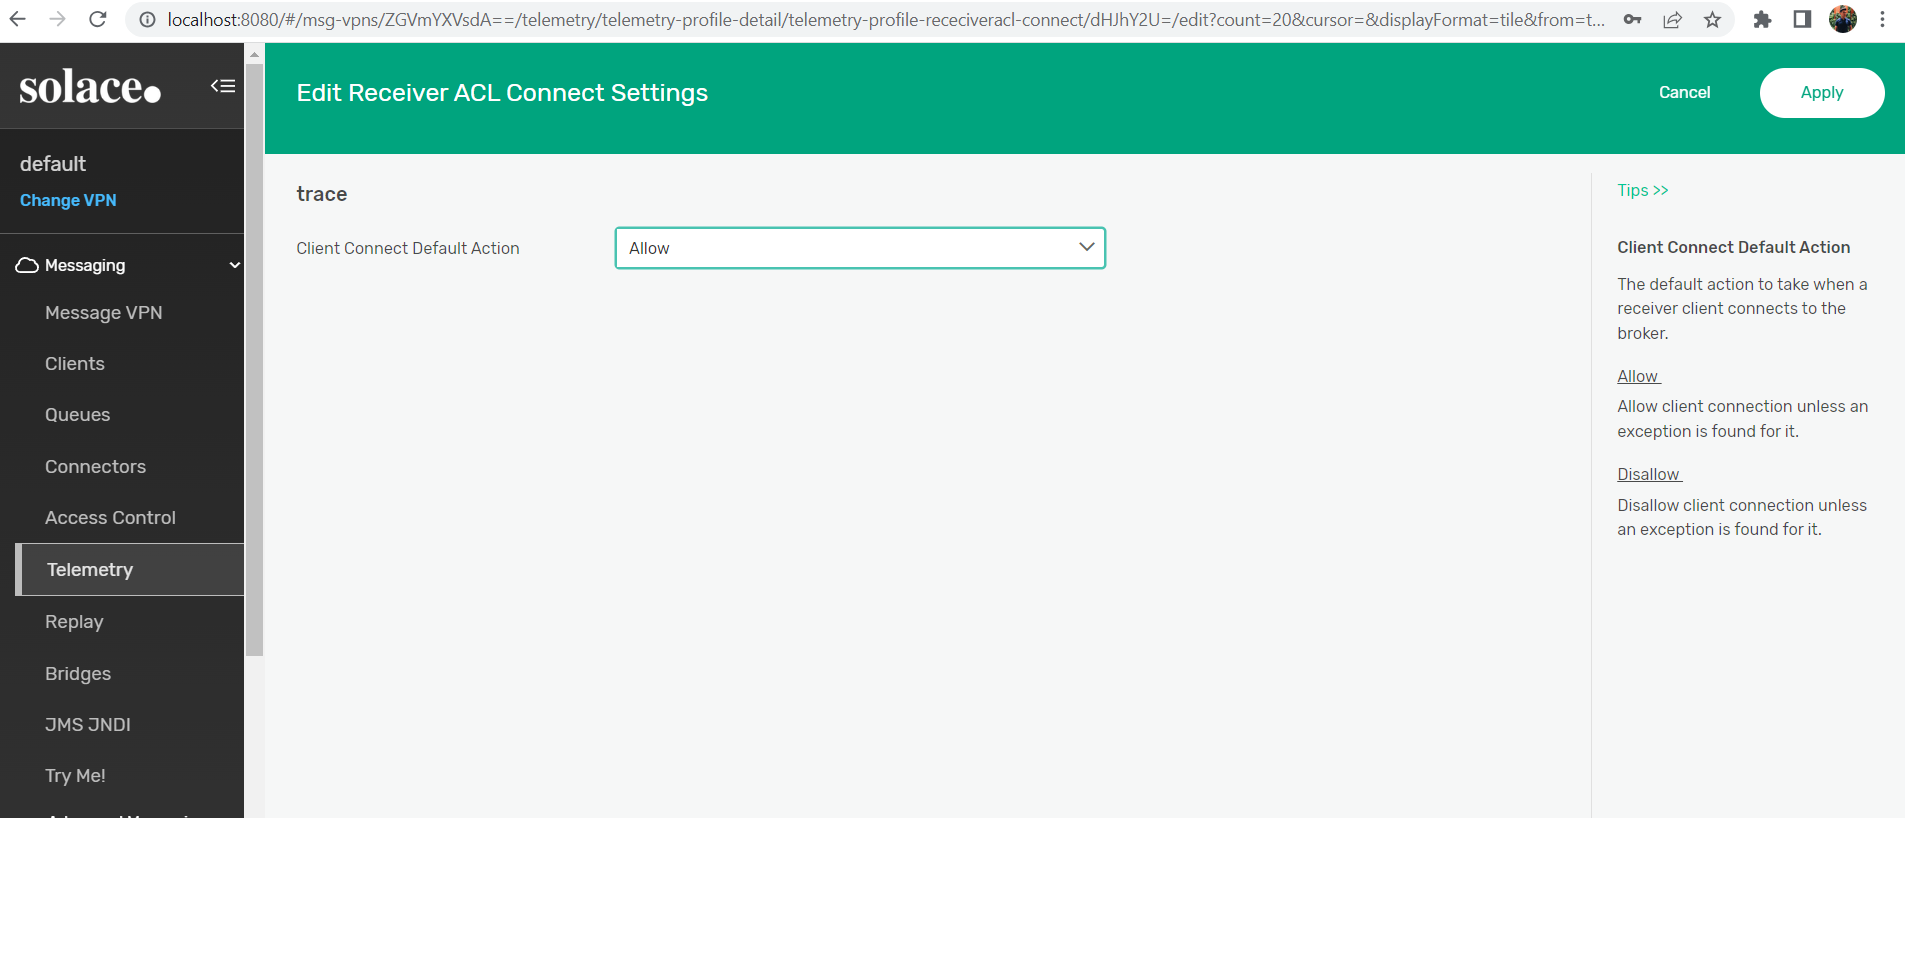 localhost:8080/#/msg-vpns/ZGVmYXVsdA==/telemetry/telemetry-profile-detail/telemetry-profile-receciveracl-connect/dHJhY2U=/edit?count=20&cursor=&displayFormat=tile&from=t...
solace.
Edit Receiver ACL Connect Settings
Cancel
Apply
default
Change VPN
Messaging
Message VPN
Clients
Queues
Connectors
Access Control
Telemetry
Replay
Bridges
JMS JNDI
Try Me!
trace
Client Connect Default Action
Allow
Tips >>
Client Connect Default Action
The default action to take when a
receiver client connects to the
broker.
Allow
Allow client connection unless an
exception is found for it.
Disallow
Disallow client connection unless
an exception is found for it.